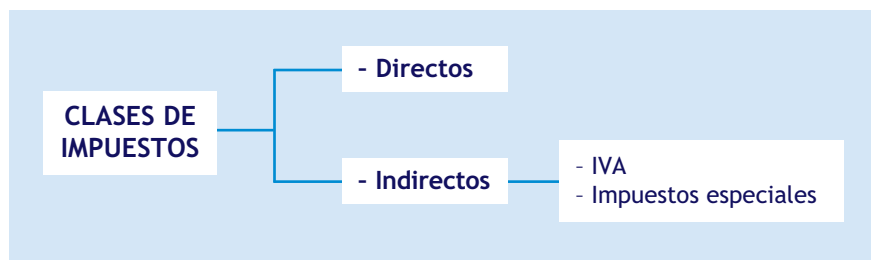 CLASES DE
IMPUESTOS
– Directos
– Indirectos
– IVA
– Impuestos especiales